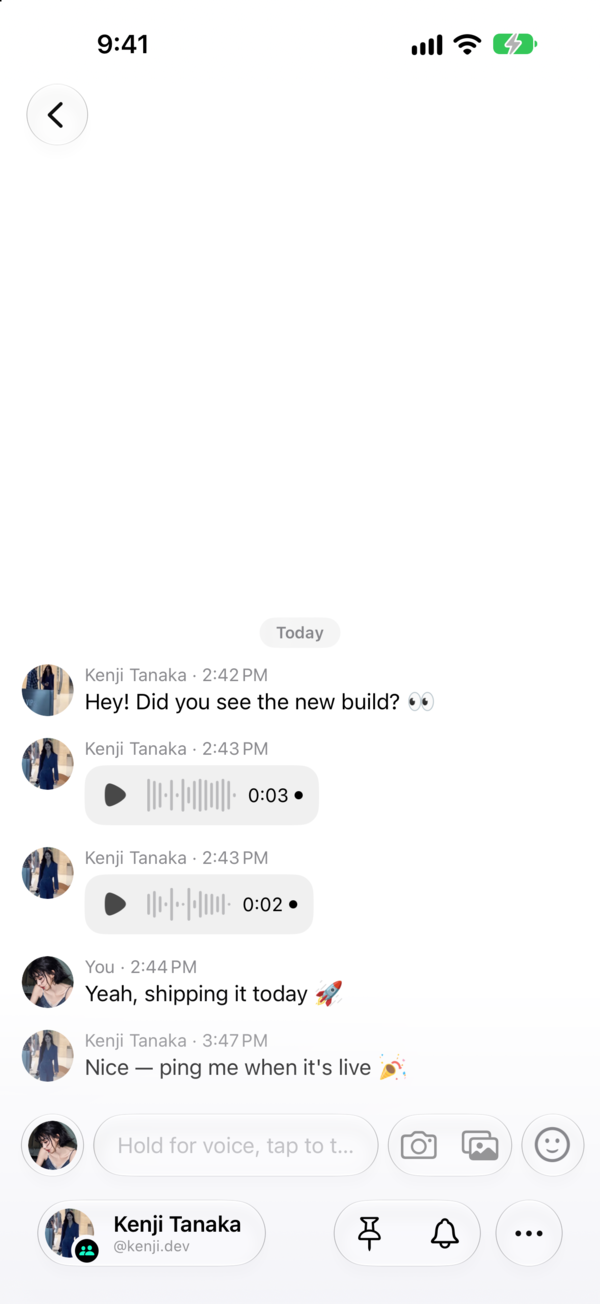 9:41
Today
Kenji Tanaka · 2:42 PM
Hey! Did you see the new build? 👀
Kenji Tanaka · 2:43 PM
0:03
Kenji Tanaka · 2:43 PM
0:02
You · 2:44 PM
Yeah, shipping it today 🚀
Kenji Tanaka · 3:47 PM
Nice — ping me when it's live 🎉
Hold for voice, tap to t...
Kenji Tanaka
@kenji.dev